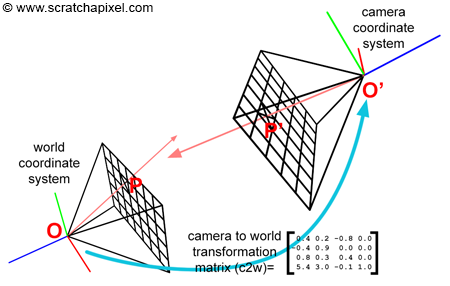 © www.scratchapixel.com
camera
coordinate
system
O'
P'
world
coordinate
system
P
O
camera to world
transformation
matrix (c2w)=
0.4 0.2 -0.8 0.0
-0.4 0.9 0.0 0.0
0.8 0.3 0.4 0.0
5.4 3.0 -0.1 1.0